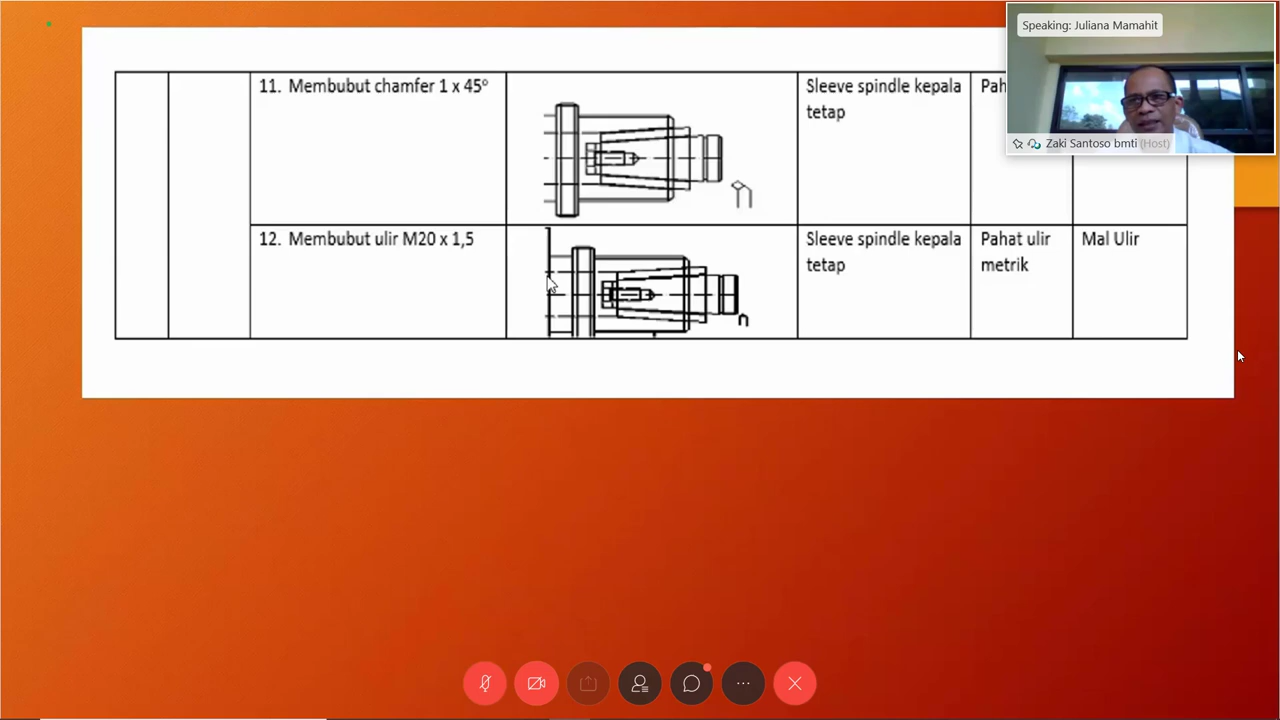 Speaking: Juliana Mamahit
Zaki Santoso bmti (Host)
11. Membubut chamfer 1 x 45°
Sleeve spindle kepala
tetap
12. Membubut ulir M20 x 1,5
Sleeve spindle kepala
tetap
Pahat ulir
metrik
Mal Ulir